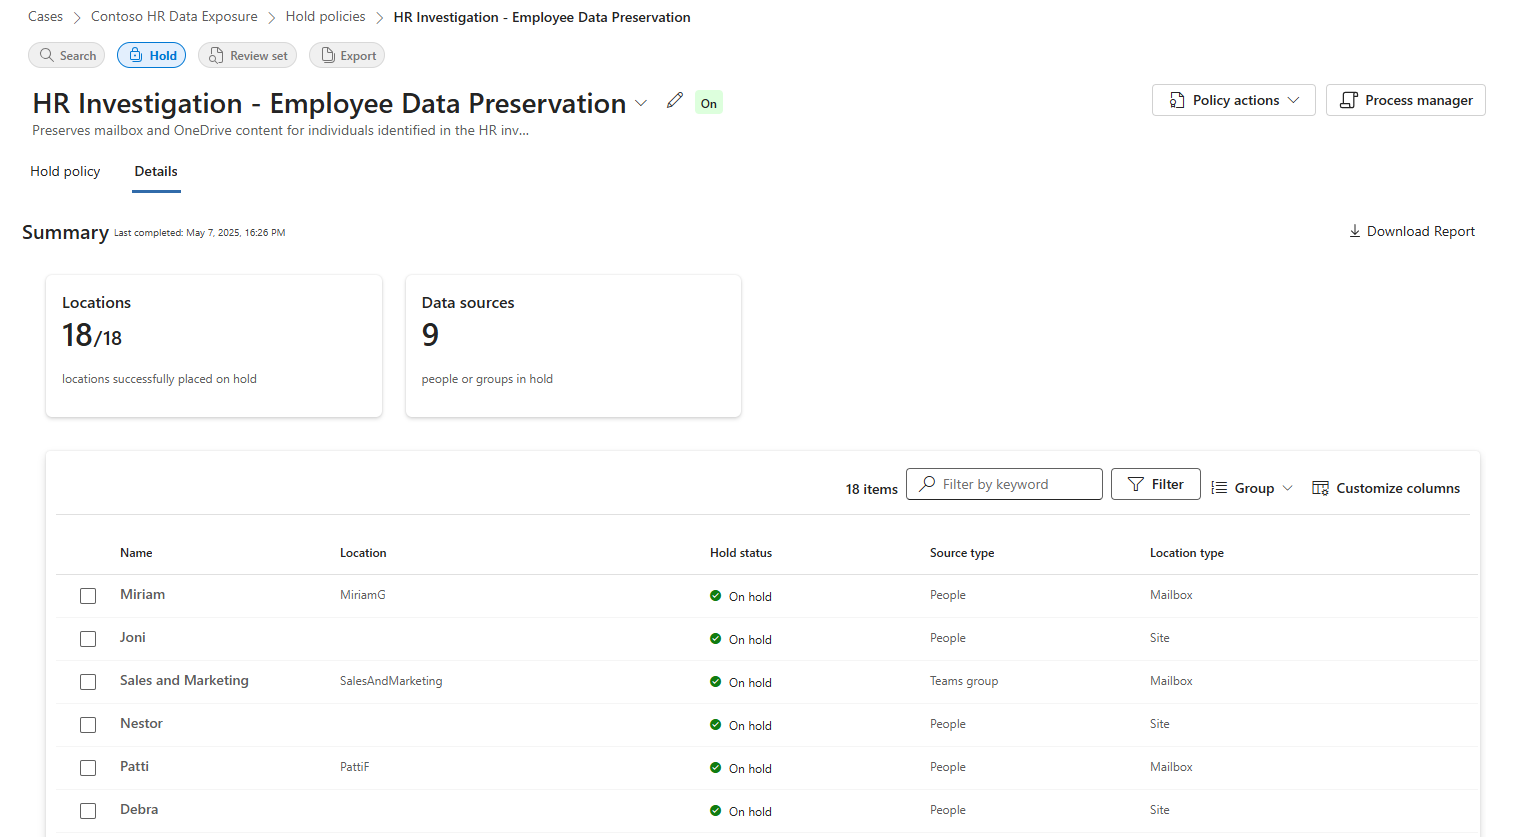 Cases > Contoso HR Data Exposure > Hold policies > HR Investigation - Employee Data Preservation
Search Hold Review set Export
HR Investigation - Employee Data Preservation On
Policy actions Process manager
Preserves mailbox and OneDrive content for individuals identified in the HR inv...
Hold policy Details
Summary Last completed: May 7, 2025, 16:26 PM
Download Report
Locations
18/18
locations successfully placed on hold
Data sources
9
people or groups in hold
18 items Filter by keyword Filter Group Customize columns
Name Location Hold status Source type Location type
Miriam MiriamG On hold People Mailbox
Joni On hold People Site
Sales and Marketing SalesAndMarketing On hold Teams group Mailbox
Nestor On hold People Site
Patti PattiF On hold People Mailbox
Debra On hold People Site